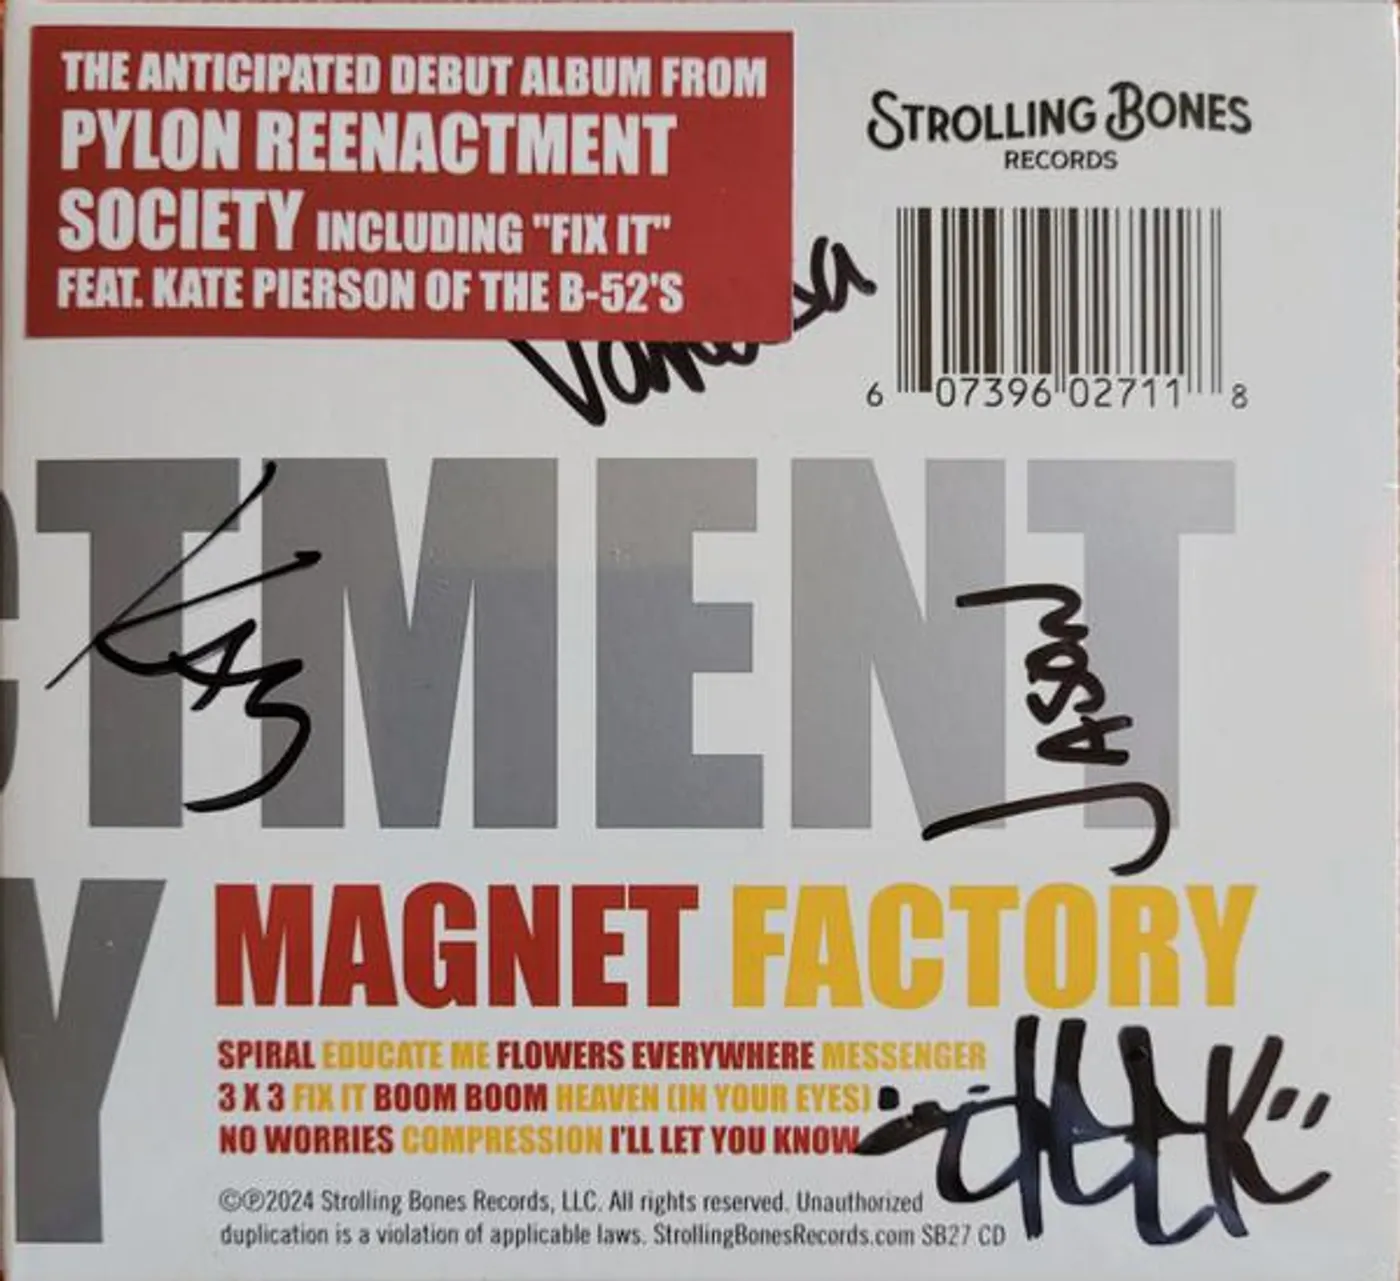 THE ANTICIPATED DEBUT ALBUM FROM
PYLON REENACTMENT
SOCIETY INCLUDING "FIX IT"
FEAT. KATE PIERSON OF THE B-52'S
STROLLING BONES
RECORDS
6 07396 02711 8
CTMENT
JASON
Y
MAGNET FACTORY
SPIRAL EDUCATE ME FLOWERS EVERYWHERE MESSENGER
3 X 3 FIX IT BOOM BOOM HEAVEN (IN YOUR EYES)
NO WORRIES COMPRESSION I'LL LET YOU KNOW
©℗2024 Strolling Bones Records, LLC. All rights reserved. Unauthorized
duplication is a violation of applicable laws. StrollingBonesRecords.com SB27 CD